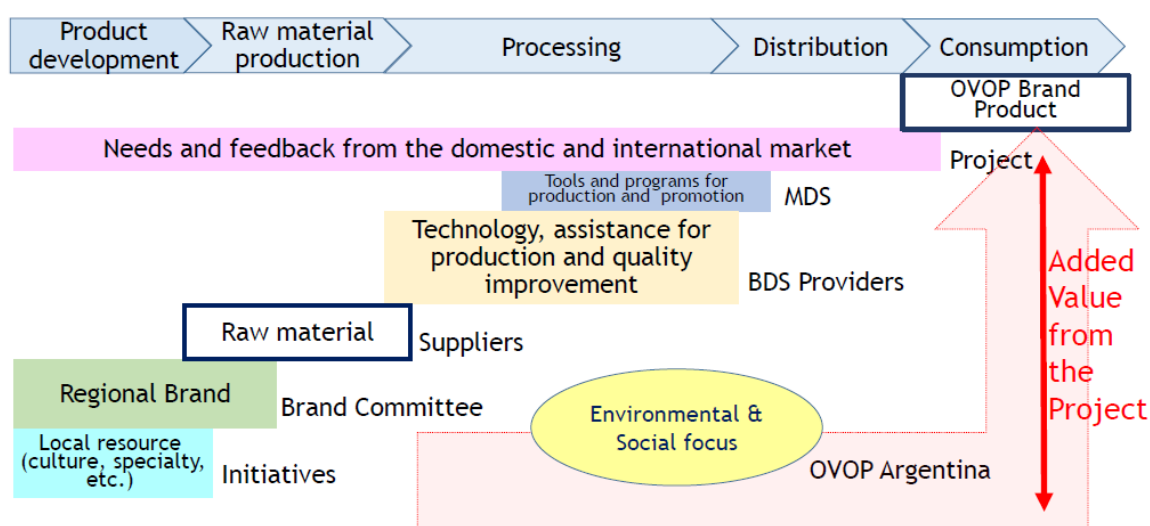 Product
development
Raw material
production
Processing
Distribution
Consumption
OVOP Brand
Product
Needs and feedback from the domestic and international market
Project
Tools and programs for
production and promotion
MDS
Technology, assistance for
production and quality
improvement
BDS Providers
Raw material
Suppliers
Regional Brand
Brand Committee
Local resource
(culture, specialty,
etc.)
Initiatives
Environmental &
Social focus
OVOP Argentina
Added
Value
from
the
Project